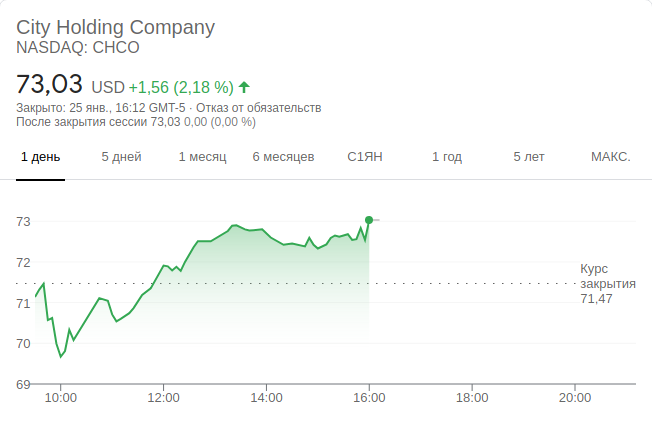 City Holding Company
NASDAQ: CHCO
73,03 USD +1,56 (2,18 %)
Закрыто: 25 янв., 16:12 GMT-5 · Отказ от обязательств
После закрытия сессии 73,03 0,00 (0,00 %)
1 день 5 дней 1 месяц 6 месяцев С1ЯН 1 год 5 лет МАКС.
73
72
Курс
закрытия
71,47
71
70
69
10:00 12:00 14:00 16:00 18:00 20:00